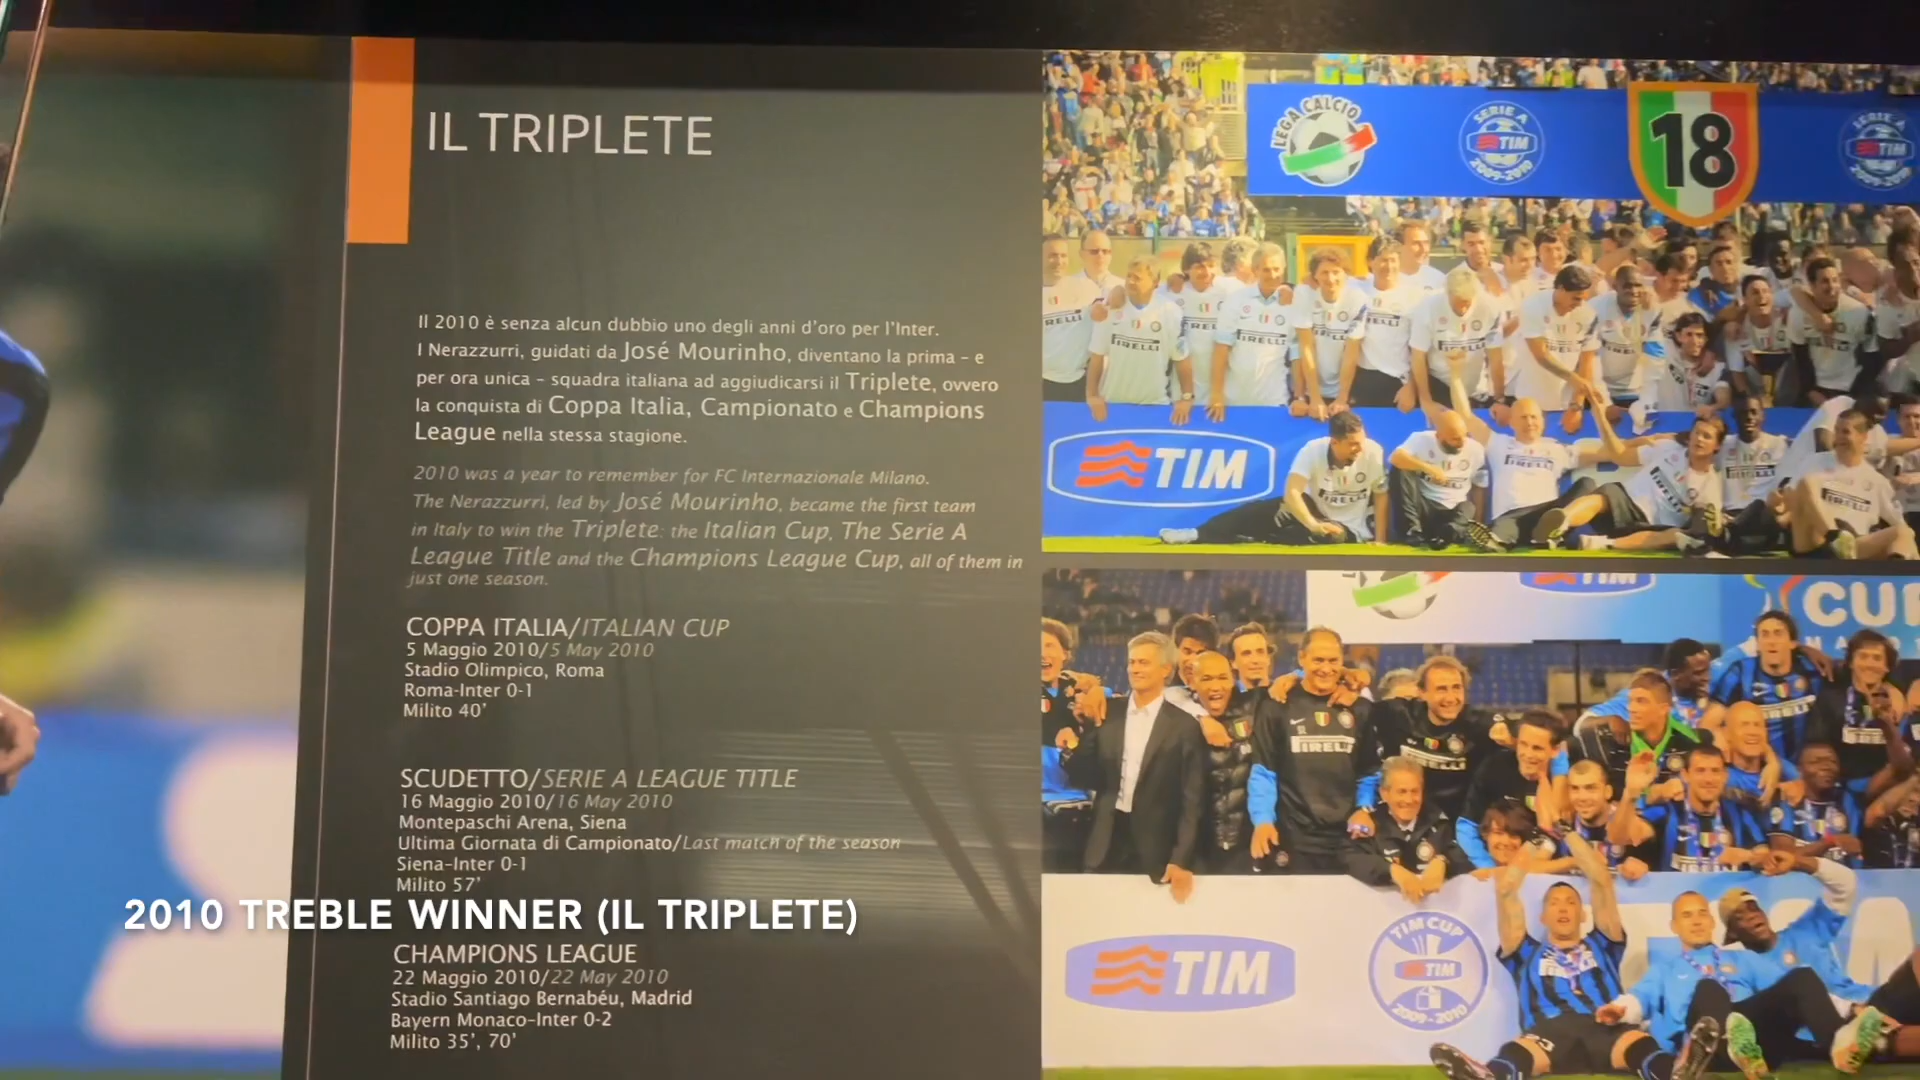 IL TRIPLETE
Il 2010 è senza alcun dubbio uno degli anni d'oro per l'Inter.
I Nerazzurri, guidati da José Mourinho, diventano la prima – e
per ora unica – squadra italiana ad aggiudicarsi il Triplete, ovvero
la conquista di Coppa Italia, Campionato e Champions
League nella stessa stagione.
2010 was a year to remember for FC Internazionale Milano.
The Nerazzurri, led by José Mourinho, became the first team
in Italy to win the Triplete: the Italian Cup, The Serie A
League Title and the Champions League Cup, all of them in
just one season.
COPPA ITALIA/ITALIAN CUP
5 Maggio 2010/5 May 2010
Stadio Olimpico, Roma
Roma-Inter 0-1
Milito 40'
SCUDETTO/SERIE A LEAGUE TITLE
16 Maggio 2010/16 May 2010
Montepaschi Arena, Siena
Ultima Giornata di Campionato/Last match of the season
Siena-Inter 0-1
Milito 57'
2010 TREBLE WINNER (IL TRIPLETE)
CHAMPIONS LEAGUE
22 Maggio 2010/22 May 2010
Stadio Santiago Bernabéu, Madrid
Bayern Monaco-Inter 0-2
Milito 35', 70'
LEGA CALCIO
SERIE A
TIM
2009-2010
18
SERIE A
TIM
2009-2010
PIRELLI
TIM
TIM
CUP
PIRELLI
TIM
TIM CUP
TIM
2009-2010